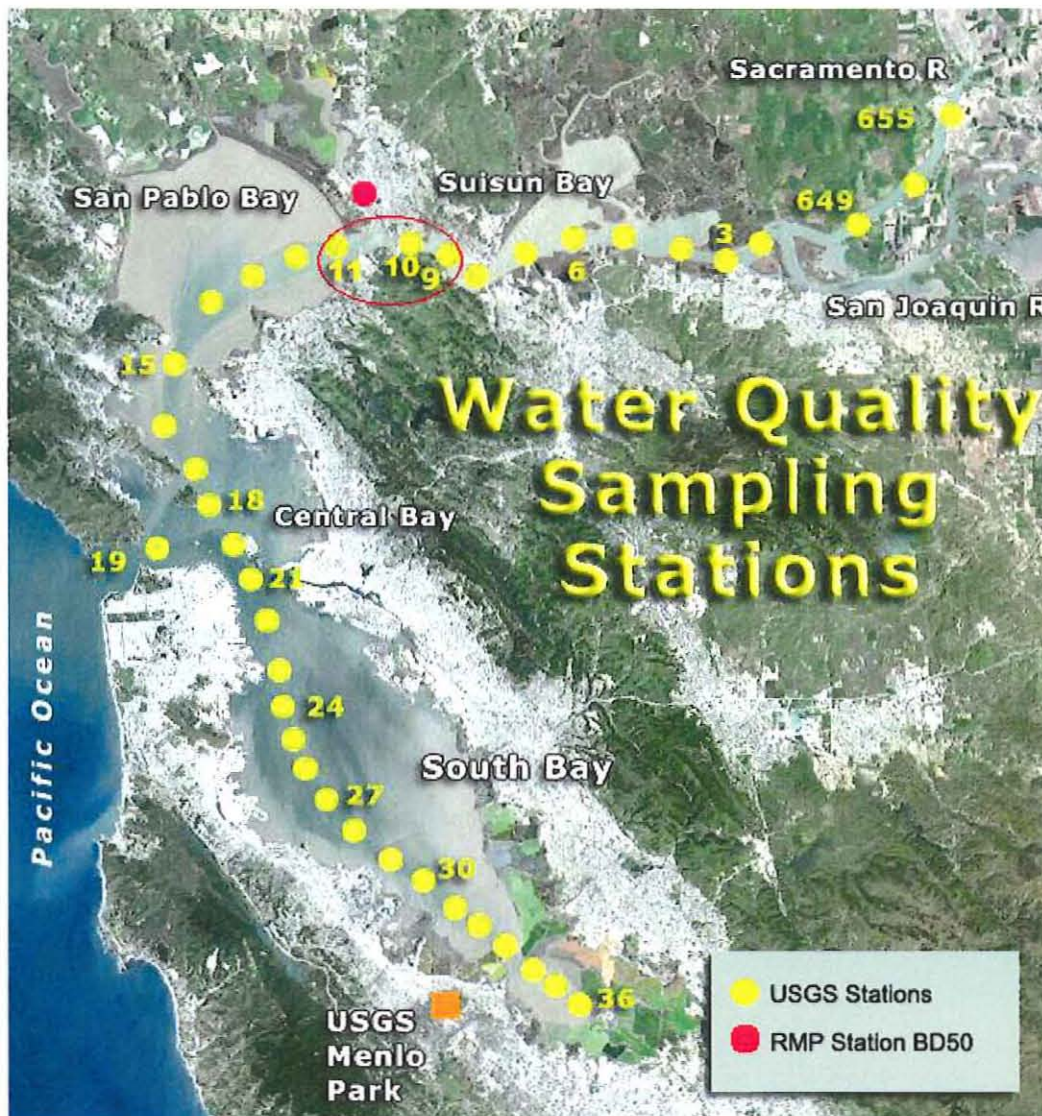 Sacramento R
655
San Pablo Bay
Suisun Bay
649
3
11
10
9
6
San Joaquin R
15
Water Quality
Sampling
Stations
18
Central Bay
19
21
Pacific Ocean
24
South Bay
27
30
36
USGS
Menlo
Park
USGS Stations
RMP Station BD50